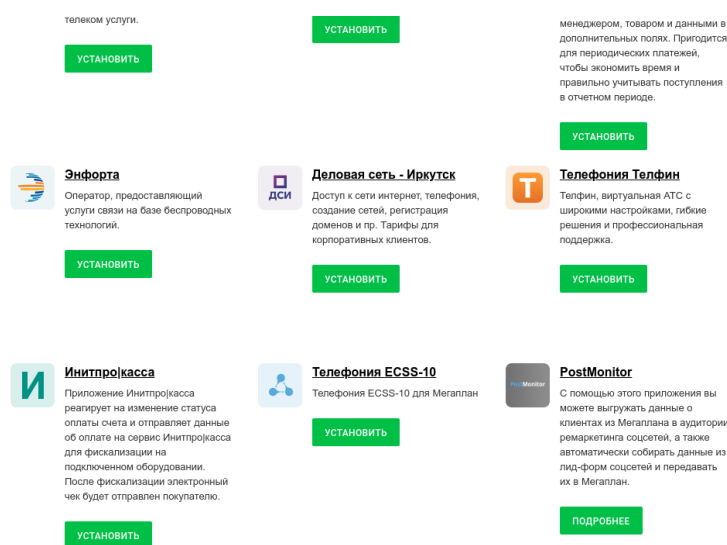 телеком услуги.
УСТАНОВИТЬ
УСТАНОВИТЬ
менеджером, товаром и данными в
дополнительных полях. Пригодится
для периодических платежей,
чтобы экономить время и
правильно учитывать поступления
в отчетном периоде.
УСТАНОВИТЬ
Энфорта
Оператор, предоставляющий
услуги связи на базе беспроводных
технологий.
УСТАНОВИТЬ
ДСИ
Деловая сеть - Иркутск
Доступ к сети интернет, телефония,
создание сетей, регистрация
доменов и пр. Тарифы для
корпоративных клиентов.
УСТАНОВИТЬ
T
Телефония Телфин
Телфин, виртуальная АТС с
широкими настройками, гибкие
решения и профессиональная
поддержка.
УСТАНОВИТЬ
И
Инитпро|касса
Приложение Инитпро|касса
реагирует на изменение статуса
оплаты счета и отправляет данные
об оплате на сервис Инитпро|касса
для фискализации на
подключенном оборудовании.
После фискализации электронный
чек будет отправлен покупателю.
УСТАНОВИТЬ
Телефония ECSS-10
Телефония ECSS-10 для Мегаплан
УСТАНОВИТЬ
PostMonitor
PostMonitor
С помощью этого приложения вы
можете выгружать данные о
клиентах из Мегаплана в аудитории
ремаркетинга соцсетей, а также
автоматически собирать данные из
лид-форм соцсетей и передавать
их в Мегаплан.
ПОДРОБНЕЕ